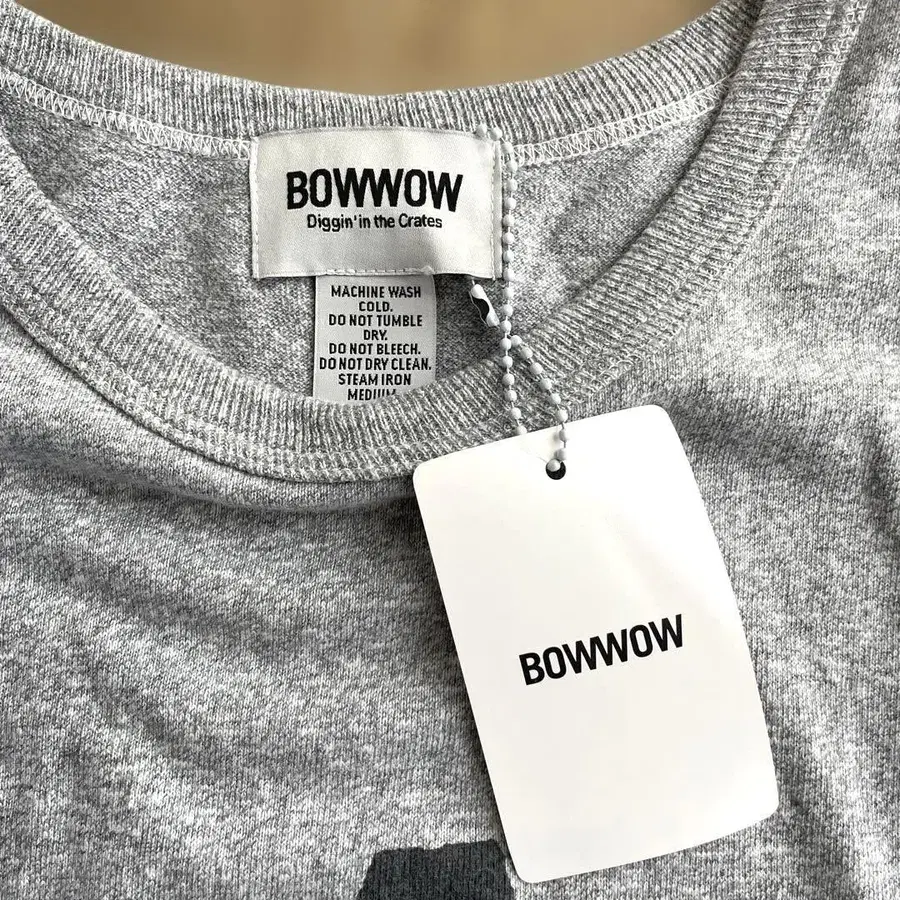 BOWWOW
Diggin' in the Crates
MACHINE WASH
COLD.
DO NOT TUMBLE
DRY.
DO NOT BLEECH.
DO NOT DRY CLEAN.
STEAM IRON
MEDIUM
BOWWOW